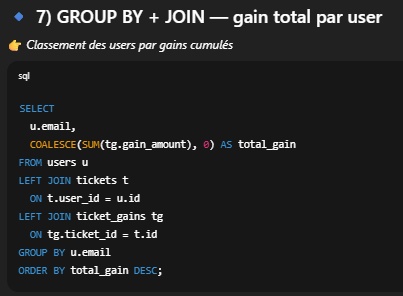 🔹 7) GROUP BY + JOIN — gain total par user
👉 Classement des users par gains cumulés
sql
SELECT
  u.email,
  COALESCE(SUM(tg.gain_amount), 0) AS total_gain
FROM users u
LEFT JOIN tickets t
  ON t.user_id = u.id
LEFT JOIN ticket_gains tg
  ON tg.ticket_id = t.id
GROUP BY u.email
ORDER BY total_gain DESC;